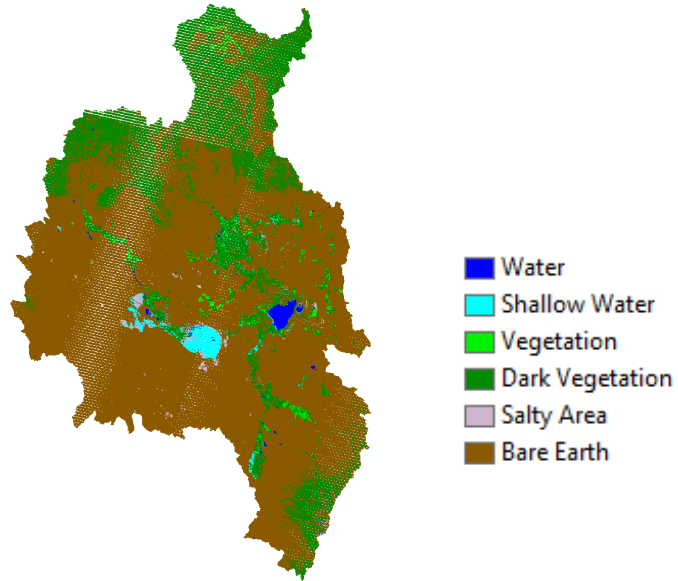 Water
Shallow Water
Vegetation
Dark Vegetation
Salty Area
Bare Earth